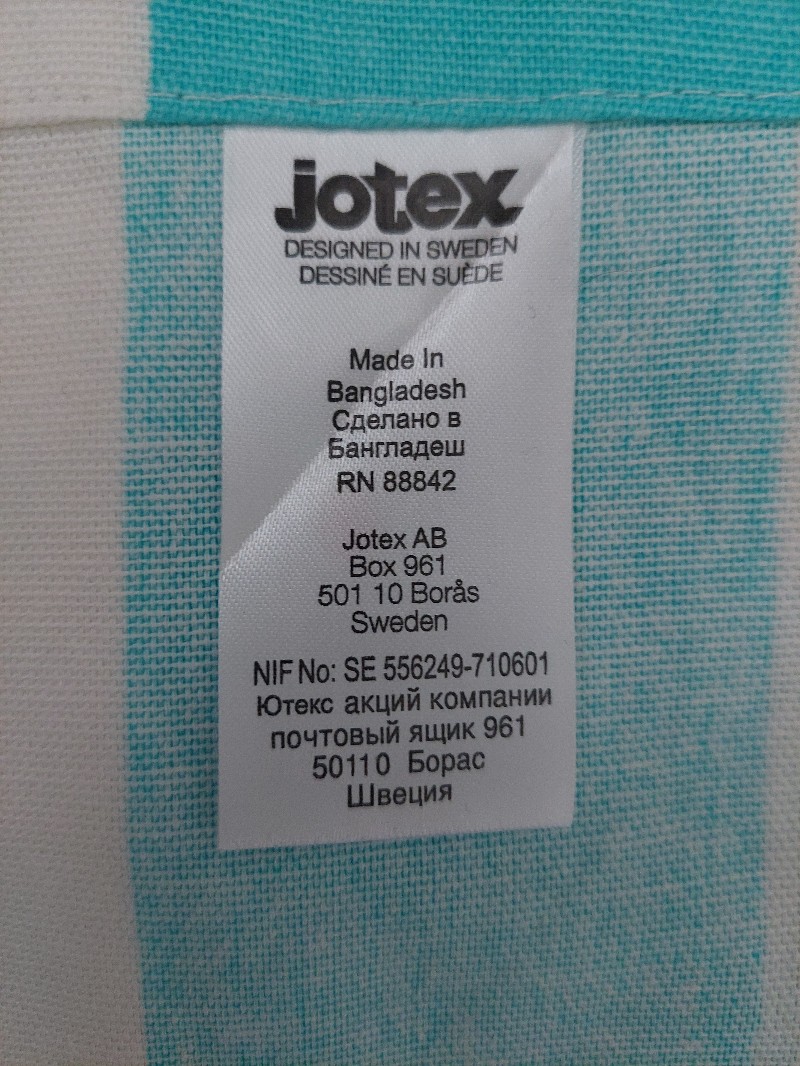 jotex
DESIGNED IN SWEDEN
DESSINÉ EN SUÈDE
Made In
Bangladesh
Сделано в
Бангладеш
RN 88842
Jotex AB
Box 961
501 10 Borås
Sweden
NIF No: SE 556249-710601
Ютекс акций компании
почтовый ящик 961
50110 Борас
Швеция